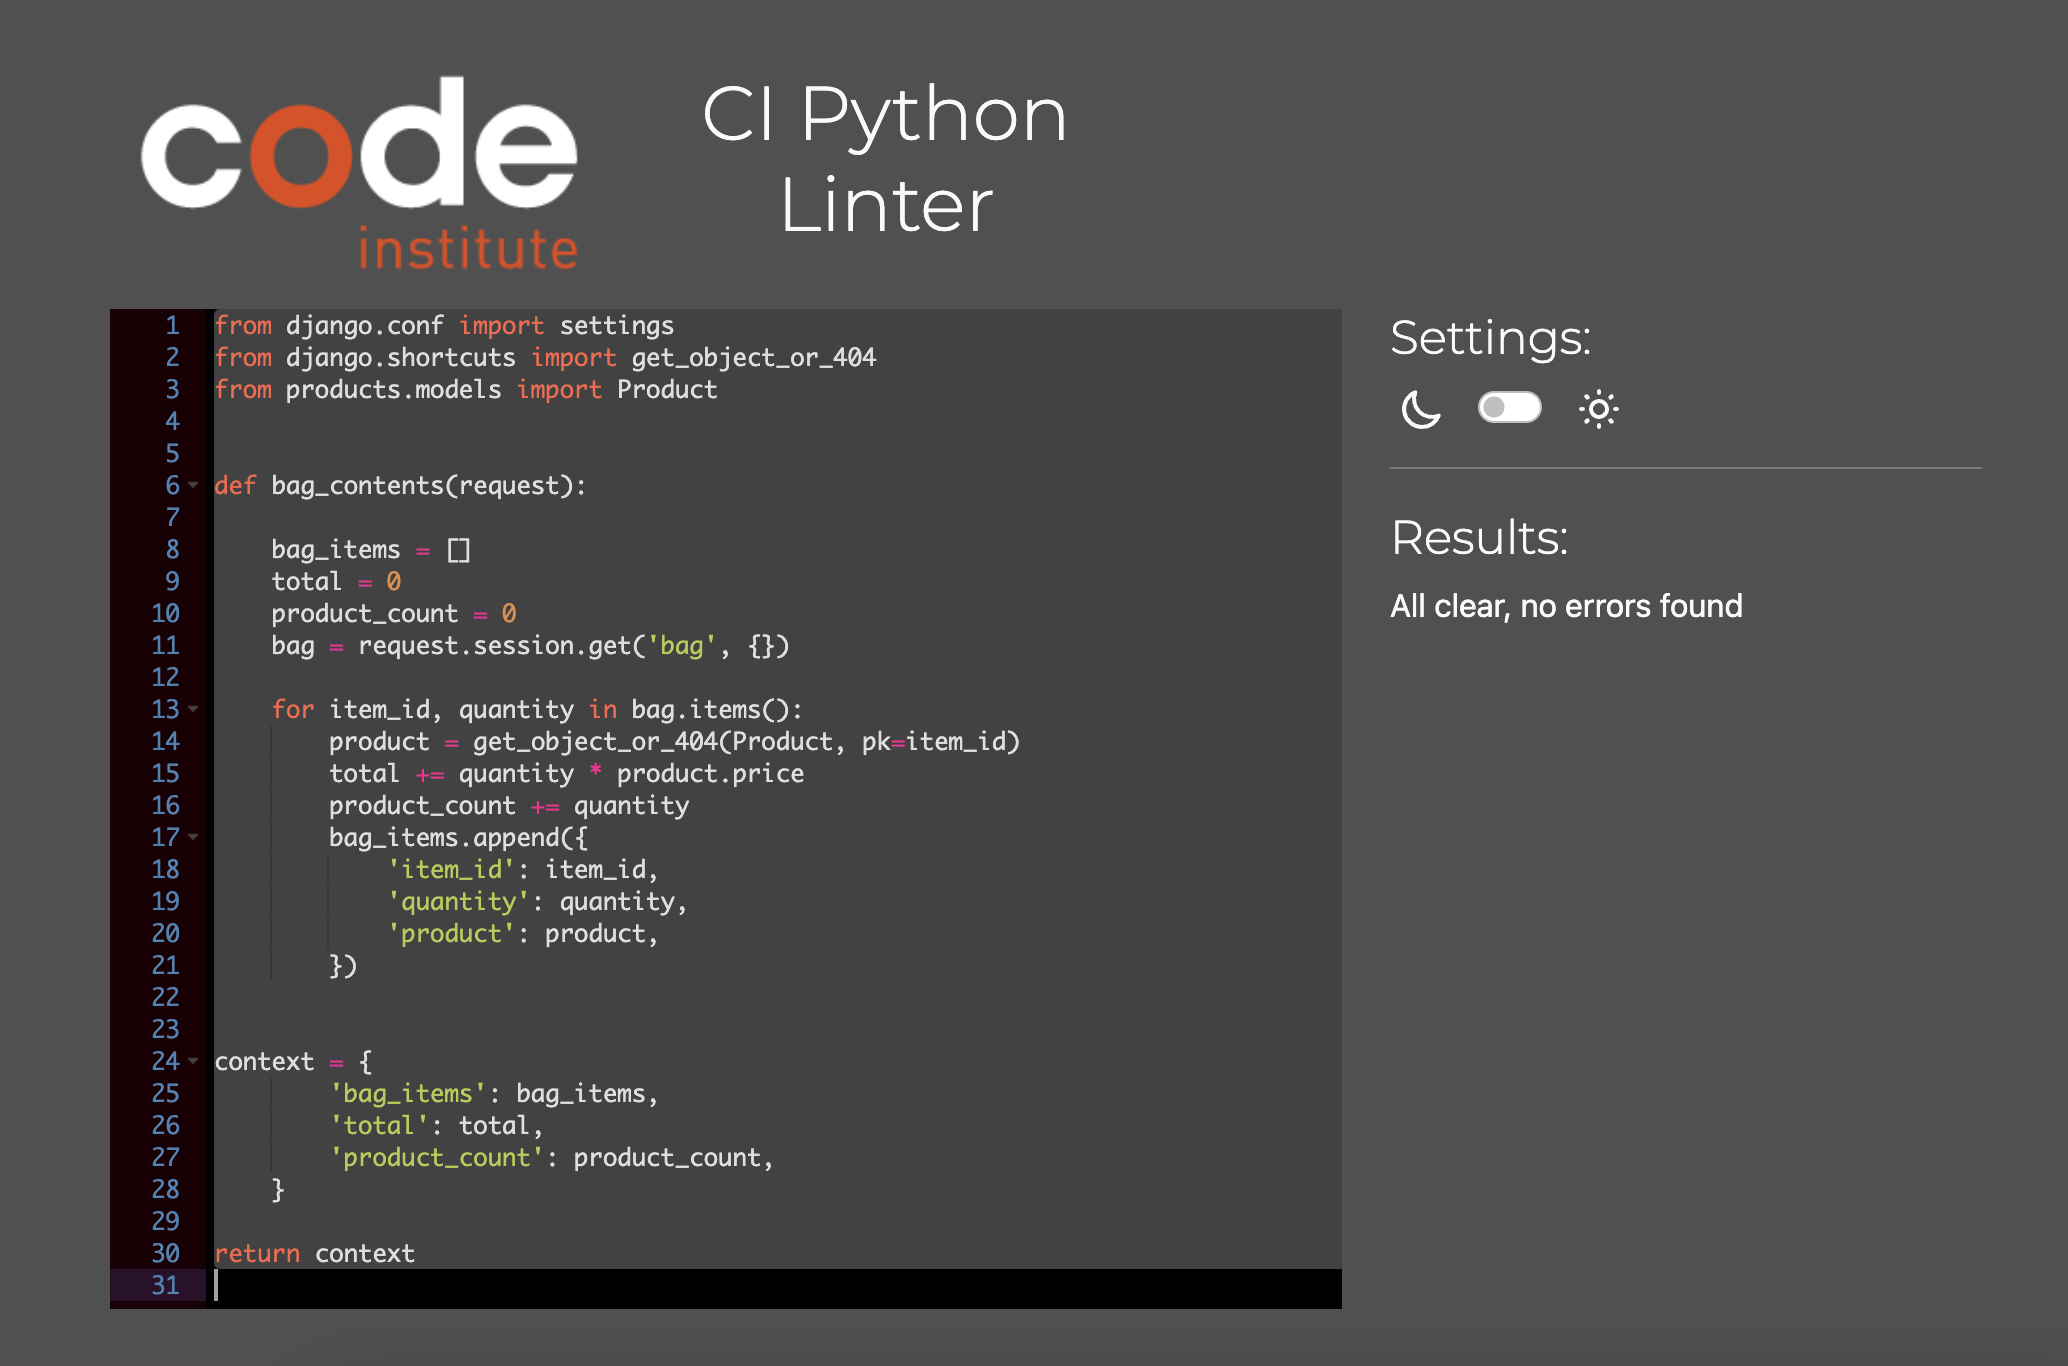 code
institute
CI Python
Linter
1 from django.conf import settings
2 from django.shortcuts import get_object_or_404
3 from products.models import Product
4
5
6 def bag_contents(request):
7
8     bag_items = []
9     total = 0
10     product_count = 0
11     bag = request.session.get('bag', {})
12
13     for item_id, quantity in bag.items():
14         product = get_object_or_404(Product, pk=item_id)
15         total += quantity * product.price
16         product_count += quantity
17         bag_items.append({
18             'item_id': item_id,
19             'quantity': quantity,
20             'product': product,
21         })
22
23
24 context = {
25         'bag_items': bag_items,
26         'total': total,
27         'product_count': product_count,
28     }
29
30 return context
31
Settings:
Results:
All clear, no errors found